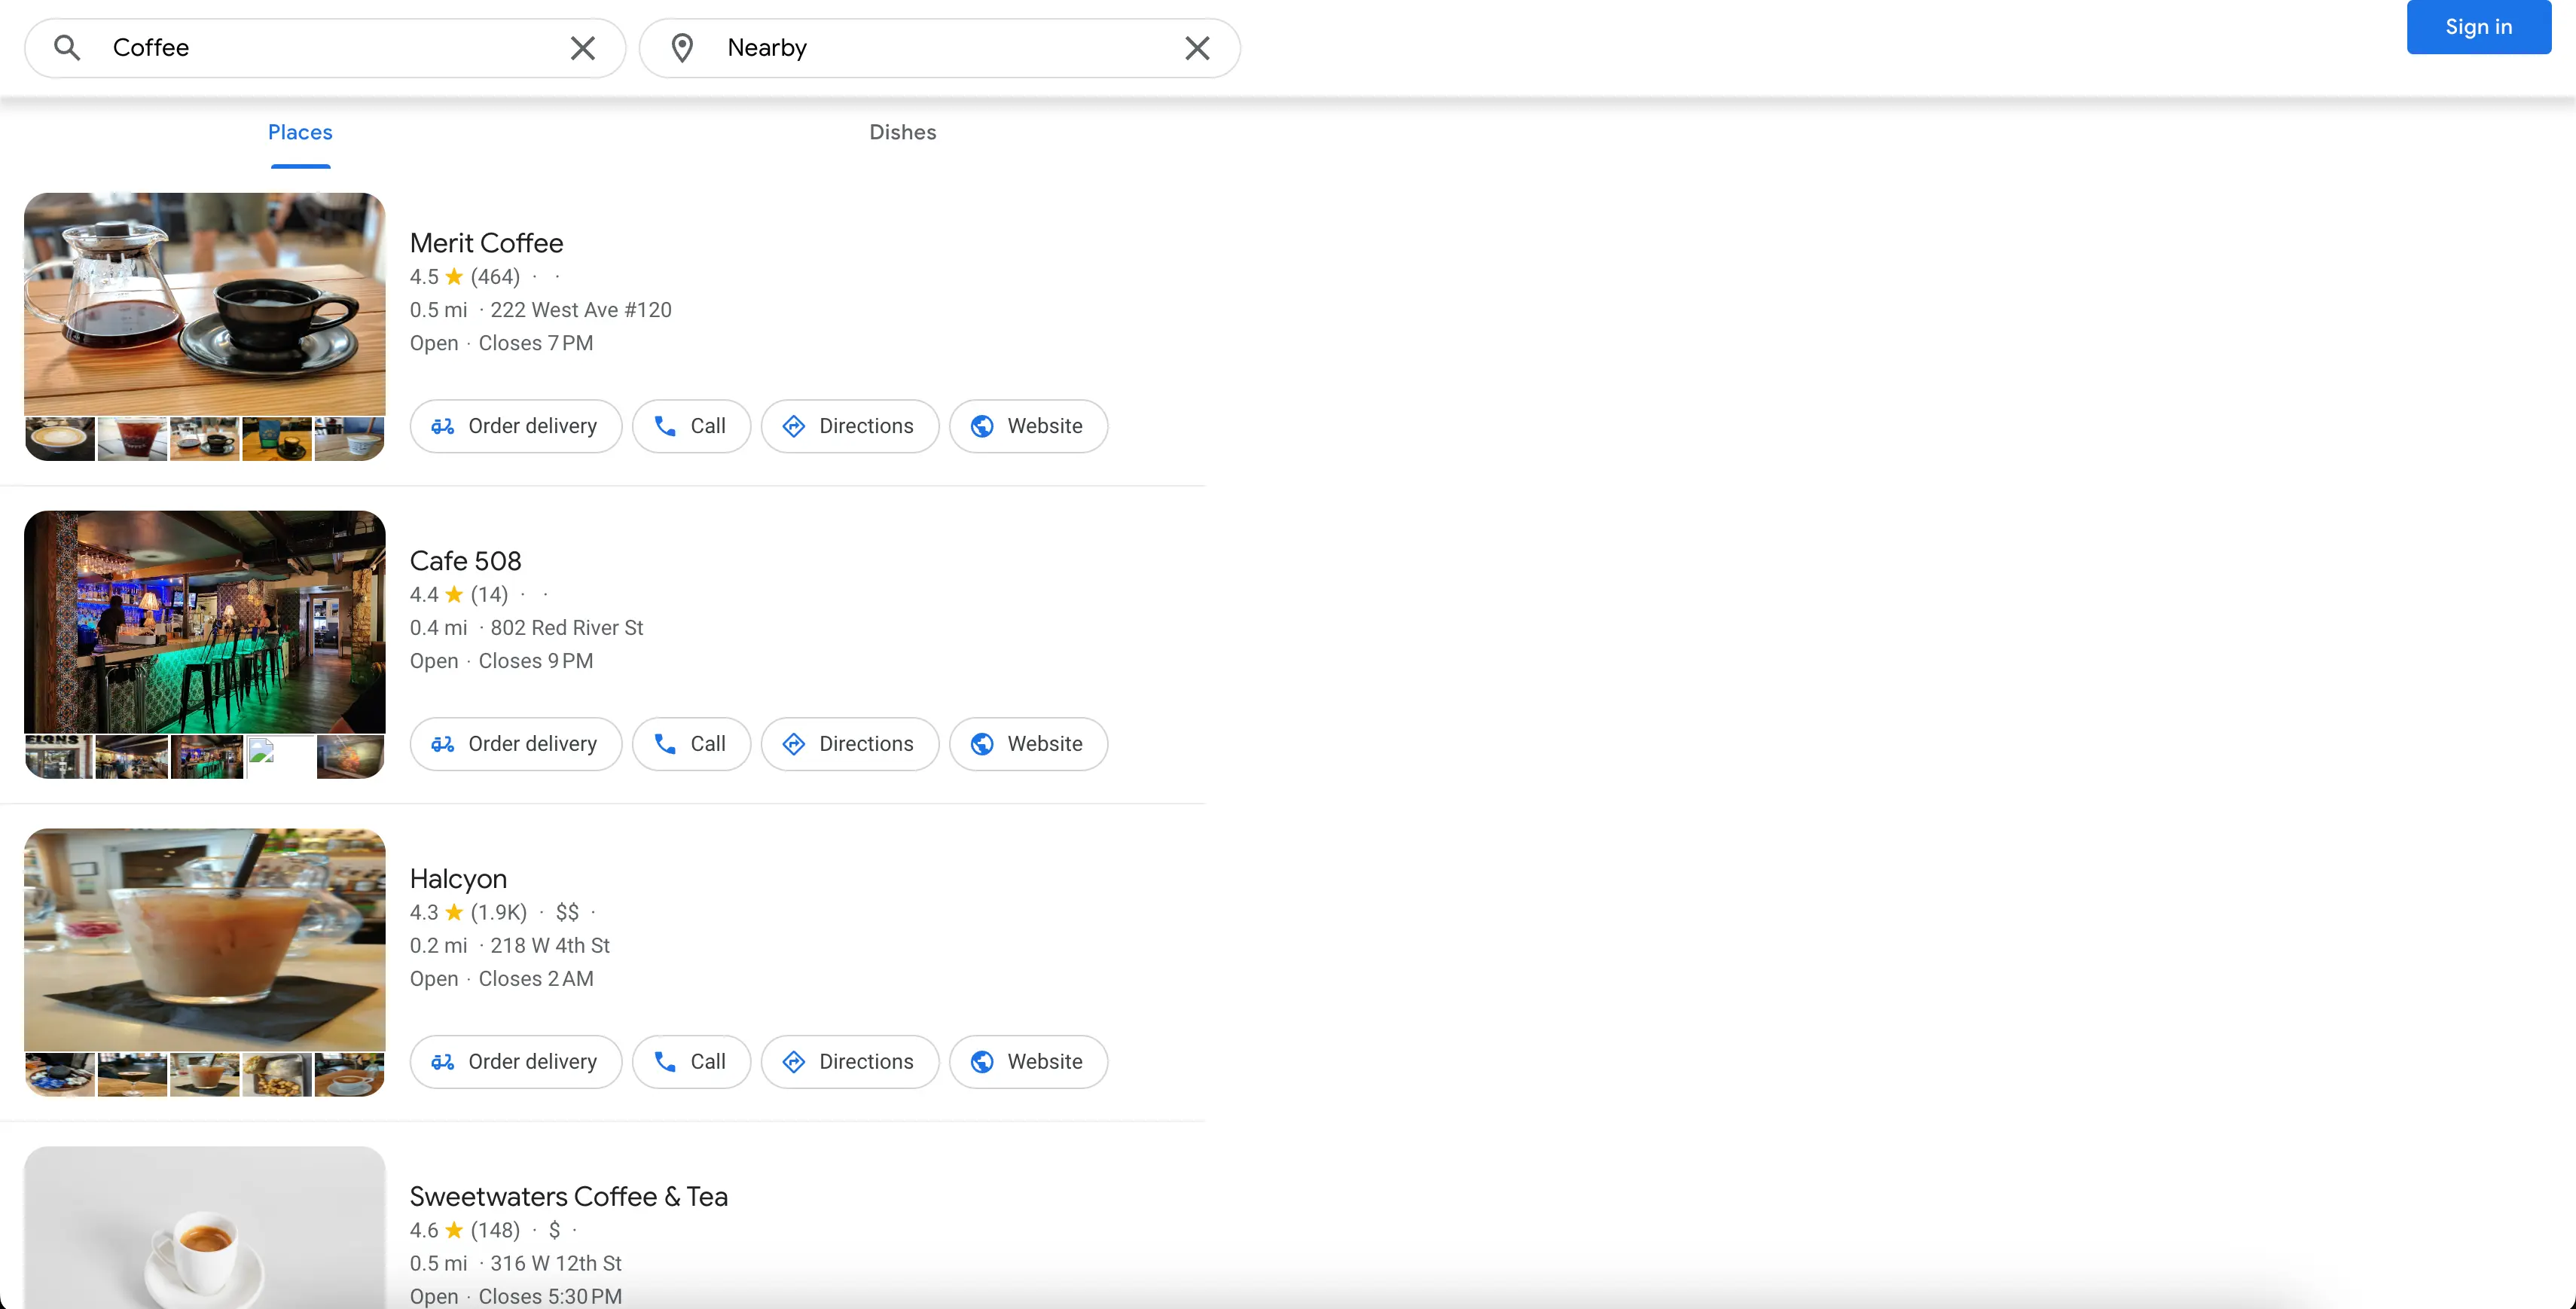 Coffee
Nearby
Sign in
Places
Dishes
Merit Coffee
4.5 ★ (464) · ·
0.5 mi · 222 West Ave #120
Open · Closes 7 PM
Order delivery
Call
Directions
Website
Cafe 508
4.4 ★ (14) · ·
0.4 mi · 802 Red River St
Open · Closes 9 PM
Order delivery
Call
Directions
Website
Halcyon
4.3 ★ (1.9K) · $$ ·
0.2 mi · 218 W 4th St
Open · Closes 2 AM
Order delivery
Call
Directions
Website
Sweetwaters Coffee & Tea
4.6 ★ (148) · $ ·
0.5 mi · 316 W 12th St
Open · Closes 5:30 PM